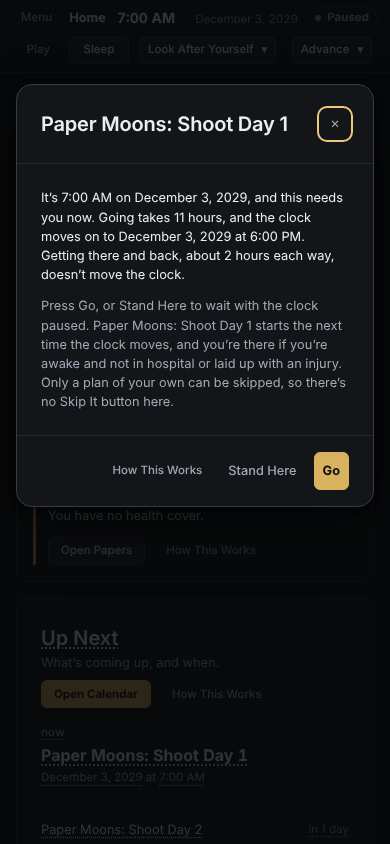 Menu Home 7:00 AM December 3, 2029 Paused
Play Sleep Look After Yourself ▾ Advance ▾
Paper Moons: Shoot Day 1 ×
It’s 7:00 AM on December 3, 2029, and this needs
you now. Going takes 11 hours, and the clock
moves on to December 3, 2029 at 6:00 PM.
Getting there and back, about 2 hours each way,
doesn’t move the clock.
Press Go, or Stand Here to wait with the clock
paused. Paper Moons: Shoot Day 1 starts the next
time the clock moves, and you’re there if you’re
awake and not in hospital or laid up with an injury.
Only a plan of your own can be skipped, so there’s
no Skip It button here.
How This Works Stand Here Go
You have no health cover.
Open Papers How This Works
Up Next
What’s coming up, and when.
Open Calendar How This Works
now
Paper Moons: Shoot Day 1
December 3, 2029 at 7:00 AM
Paper Moons: Shoot Day 2 in 1 day